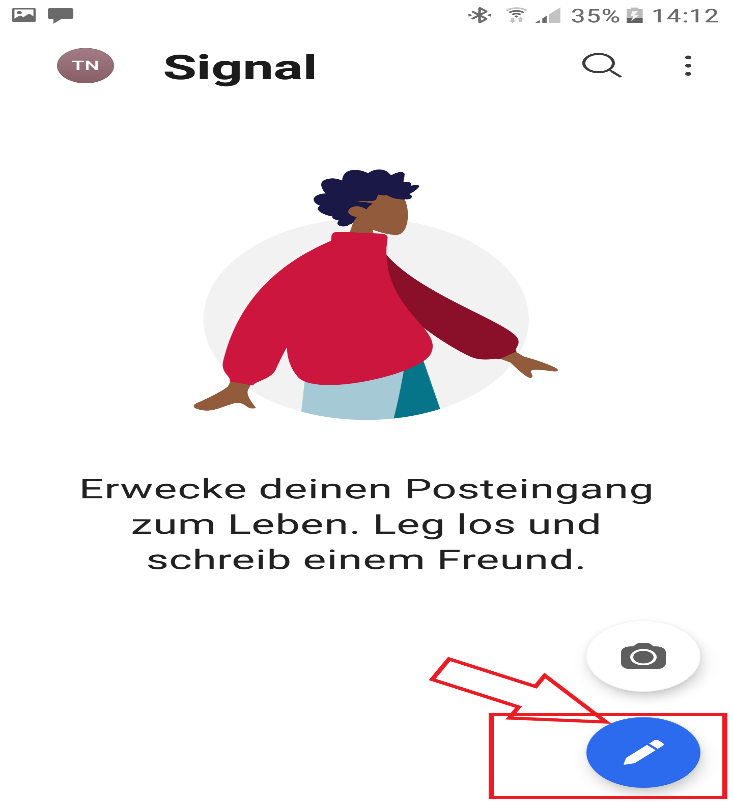 35% 14:12
TN Signal
Erwecke deinen Posteingang
zum Leben. Leg los und
schreib einem Freund.